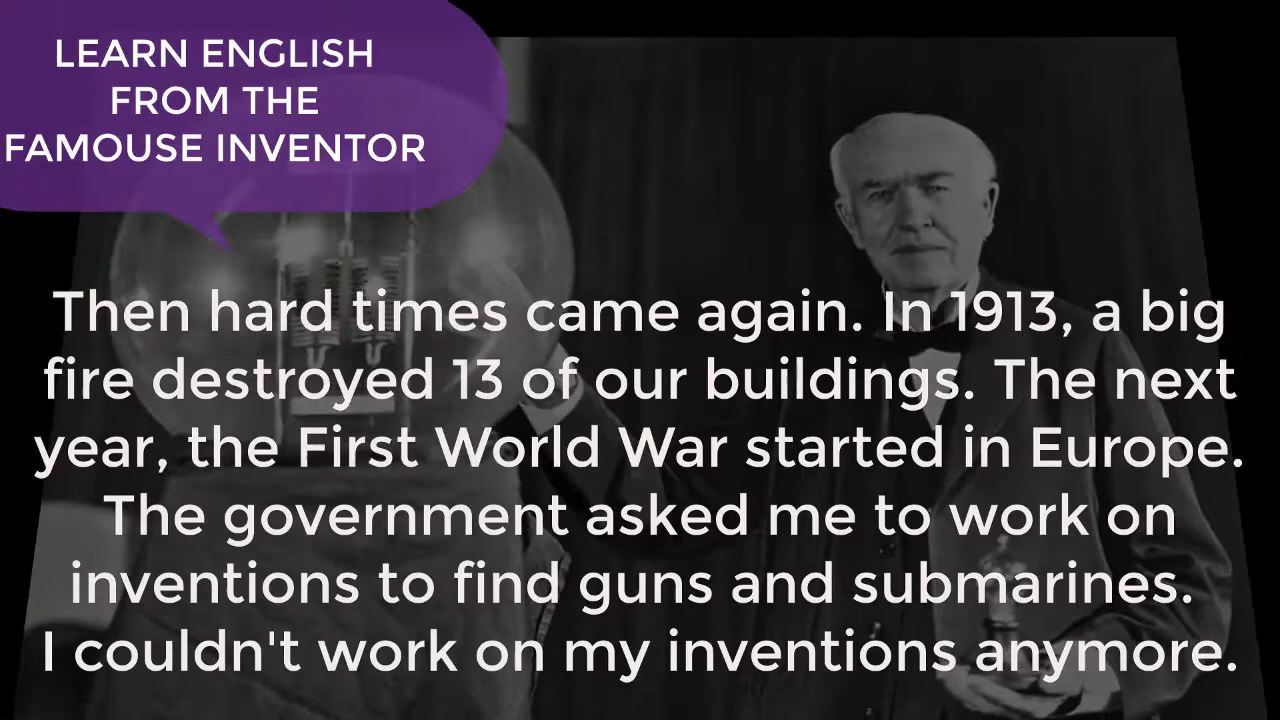 LEARN ENGLISH
FROM THE
FAMOUSE INVENTOR
Then hard times came again. In 1913, a big
fire destroyed 13 of our buildings. The next
year, the First World War started in Europe.
The government asked me to work on
inventions to find guns and submarines.
I couldn't work on my inventions anymore.